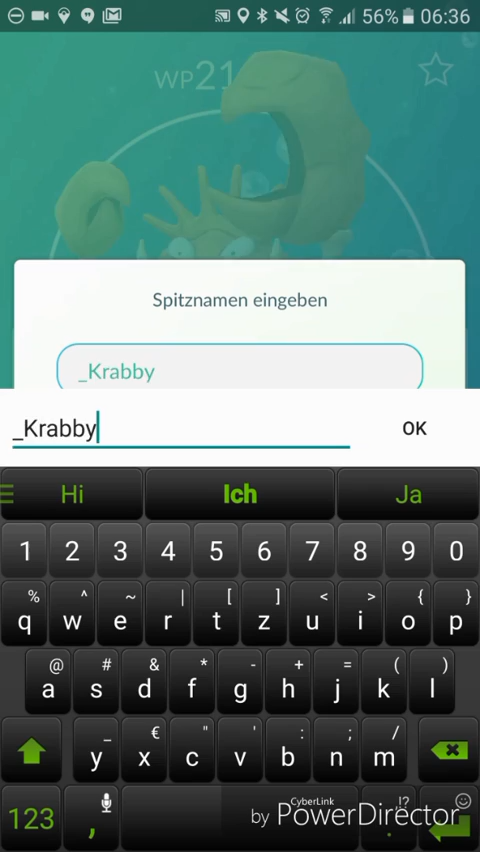 56% 06:36
WP21
Spitznamen eingeben
_Krabby
_Krabby OK
Hi Ich Ja
1 2 3 4 5 6 7 8 9 0
% ^ ~ | [ ] < > { }
q w e r t z u i o p
@ # & * - + = ( )
a s d f g h j k l
_ € " ' : ; /
y x c v b n m
123 , . !?
by CyberLink PowerDirector